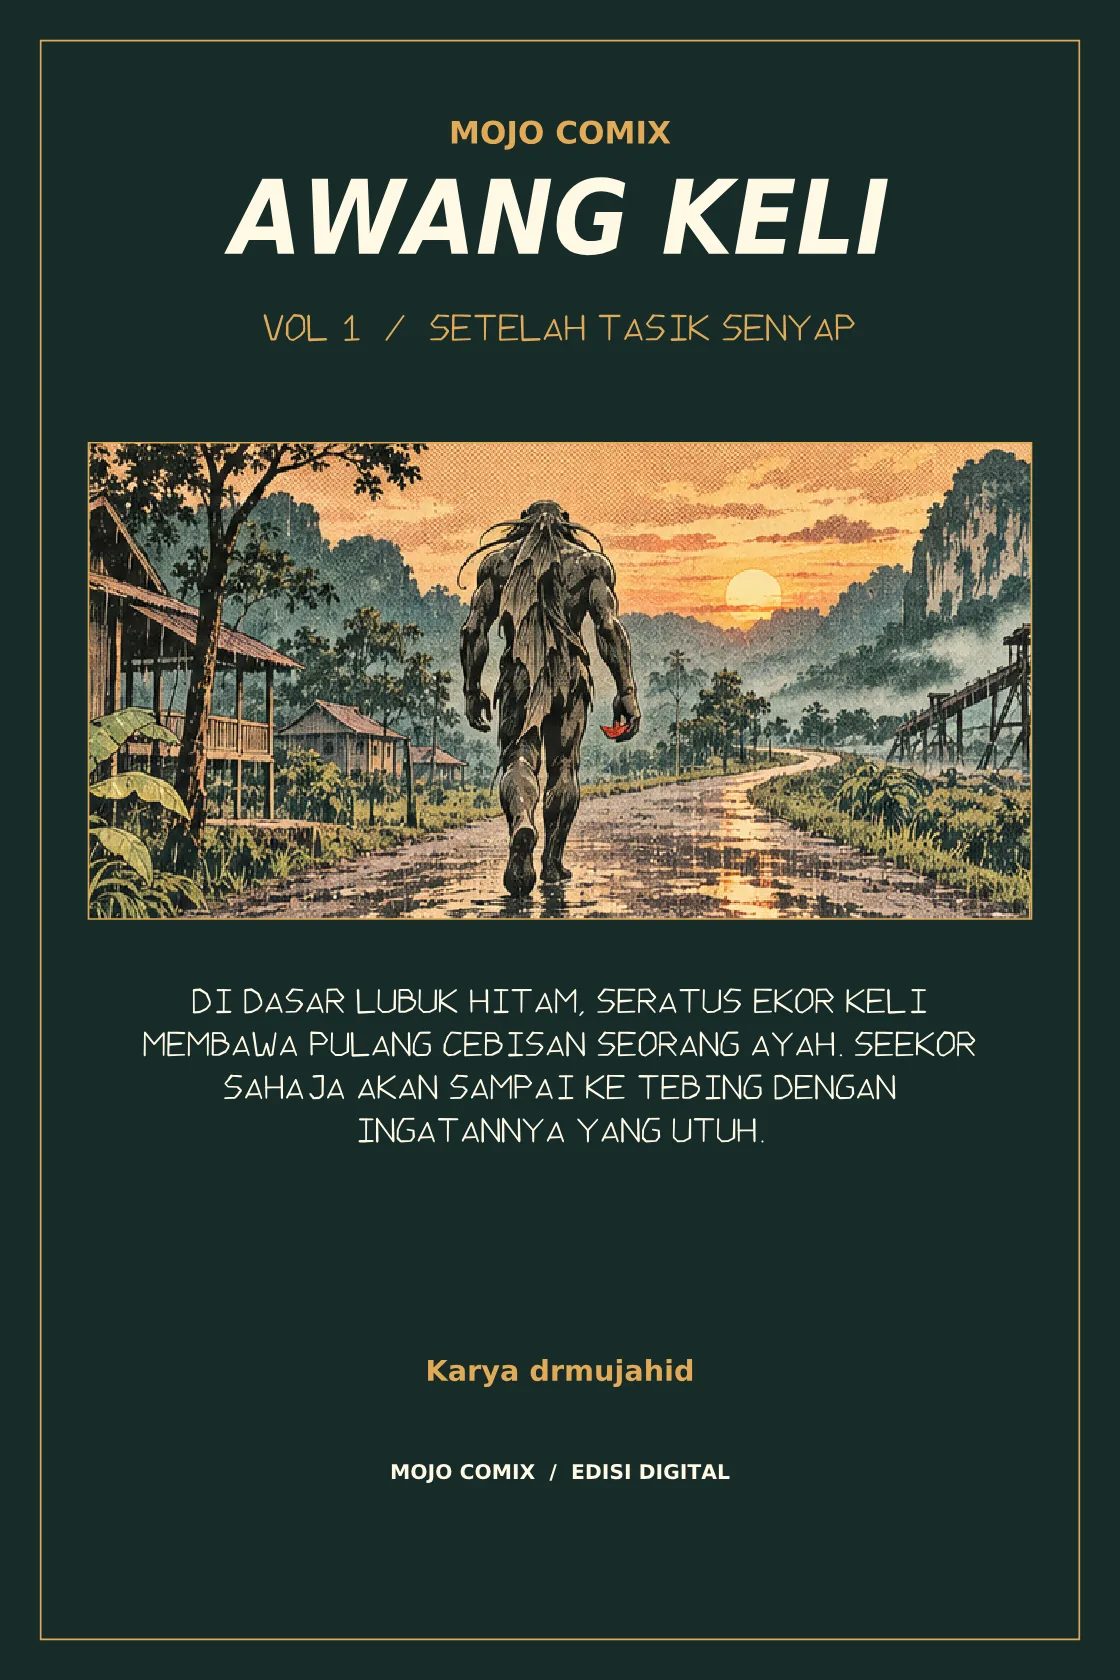 MOJO COMIX
AWANG KELI
VOL 1 / SETELAH TASIK SENYAP
DI DASAR LUBUK HITAM, SERATUS EKOR KELI
MEMBAWA PULANG CEBISAN SEORANG AYAH. SEEKOR
SAHAJA AKAN SAMPAI KE TEBING DENGAN
INGATANNYA YANG UTUH.
Karya drmujahid
MOJO COMIX / EDISI DIGITAL